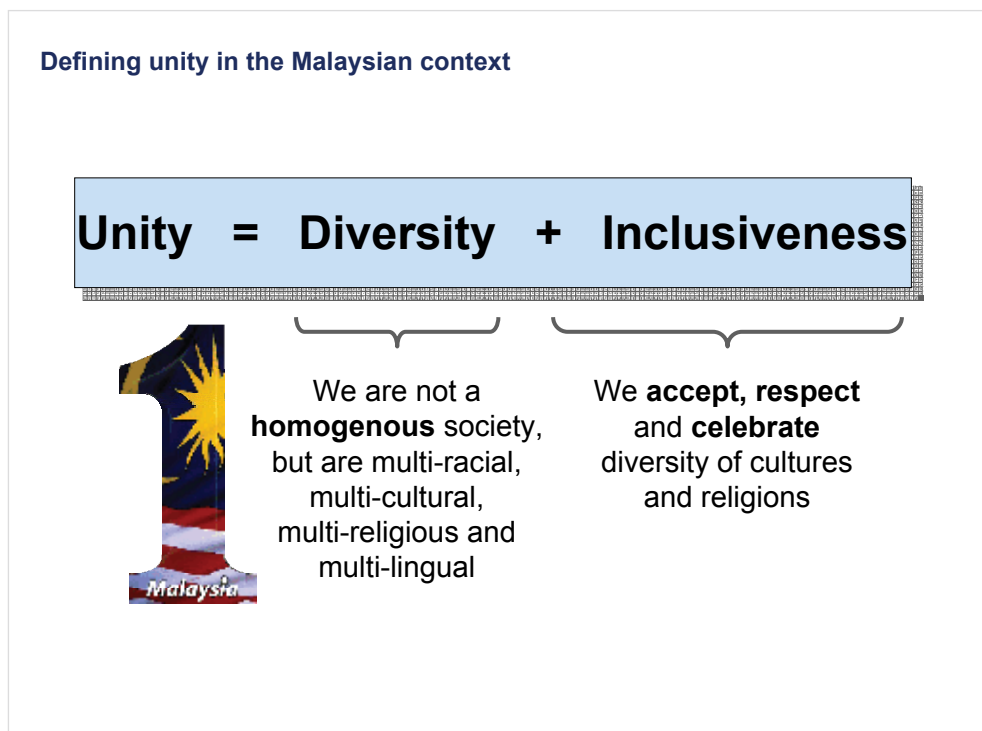 Defining unity in the Malaysian context
Unity = Diversity + Inclusiveness
1
Malaysia
We are not a
homogenous society,
but are multi-racial,
multi-cultural,
multi-religious and
multi-lingual
We accept, respect
and celebrate
diversity of cultures
and religions